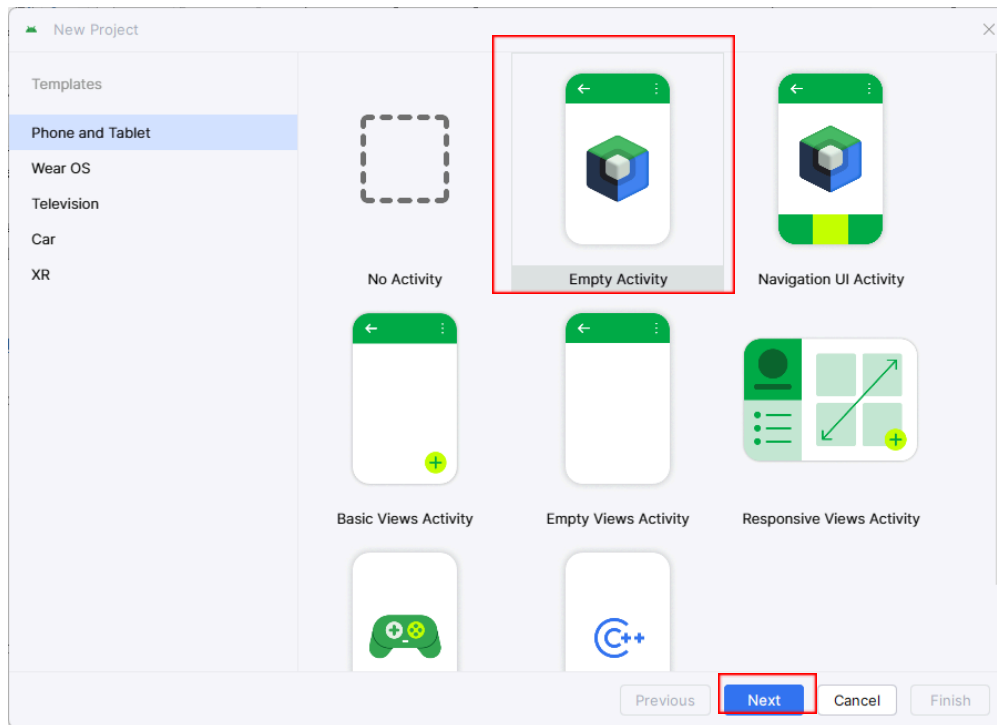 New Project
Templates
Phone and Tablet
Wear OS
Television
Car
XR
No Activity
Empty Activity
Navigation UI Activity
Basic Views Activity
Empty Views Activity
Responsive Views Activity
C++
Previous
Next
Cancel
Finish